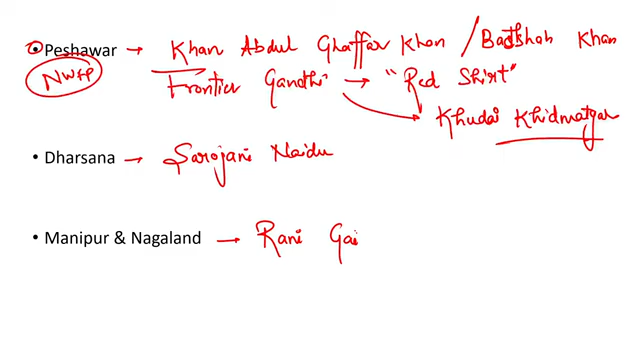 • Peshawar → Khan Abdul Ghaffar Khan / Badshah Khan
NWFP Frontier Gandhi → "Red Shirt"
Khudai Khidmatgar
• Dharsana → Sarojani Naidu
• Manipur & Nagaland → Rani Gai